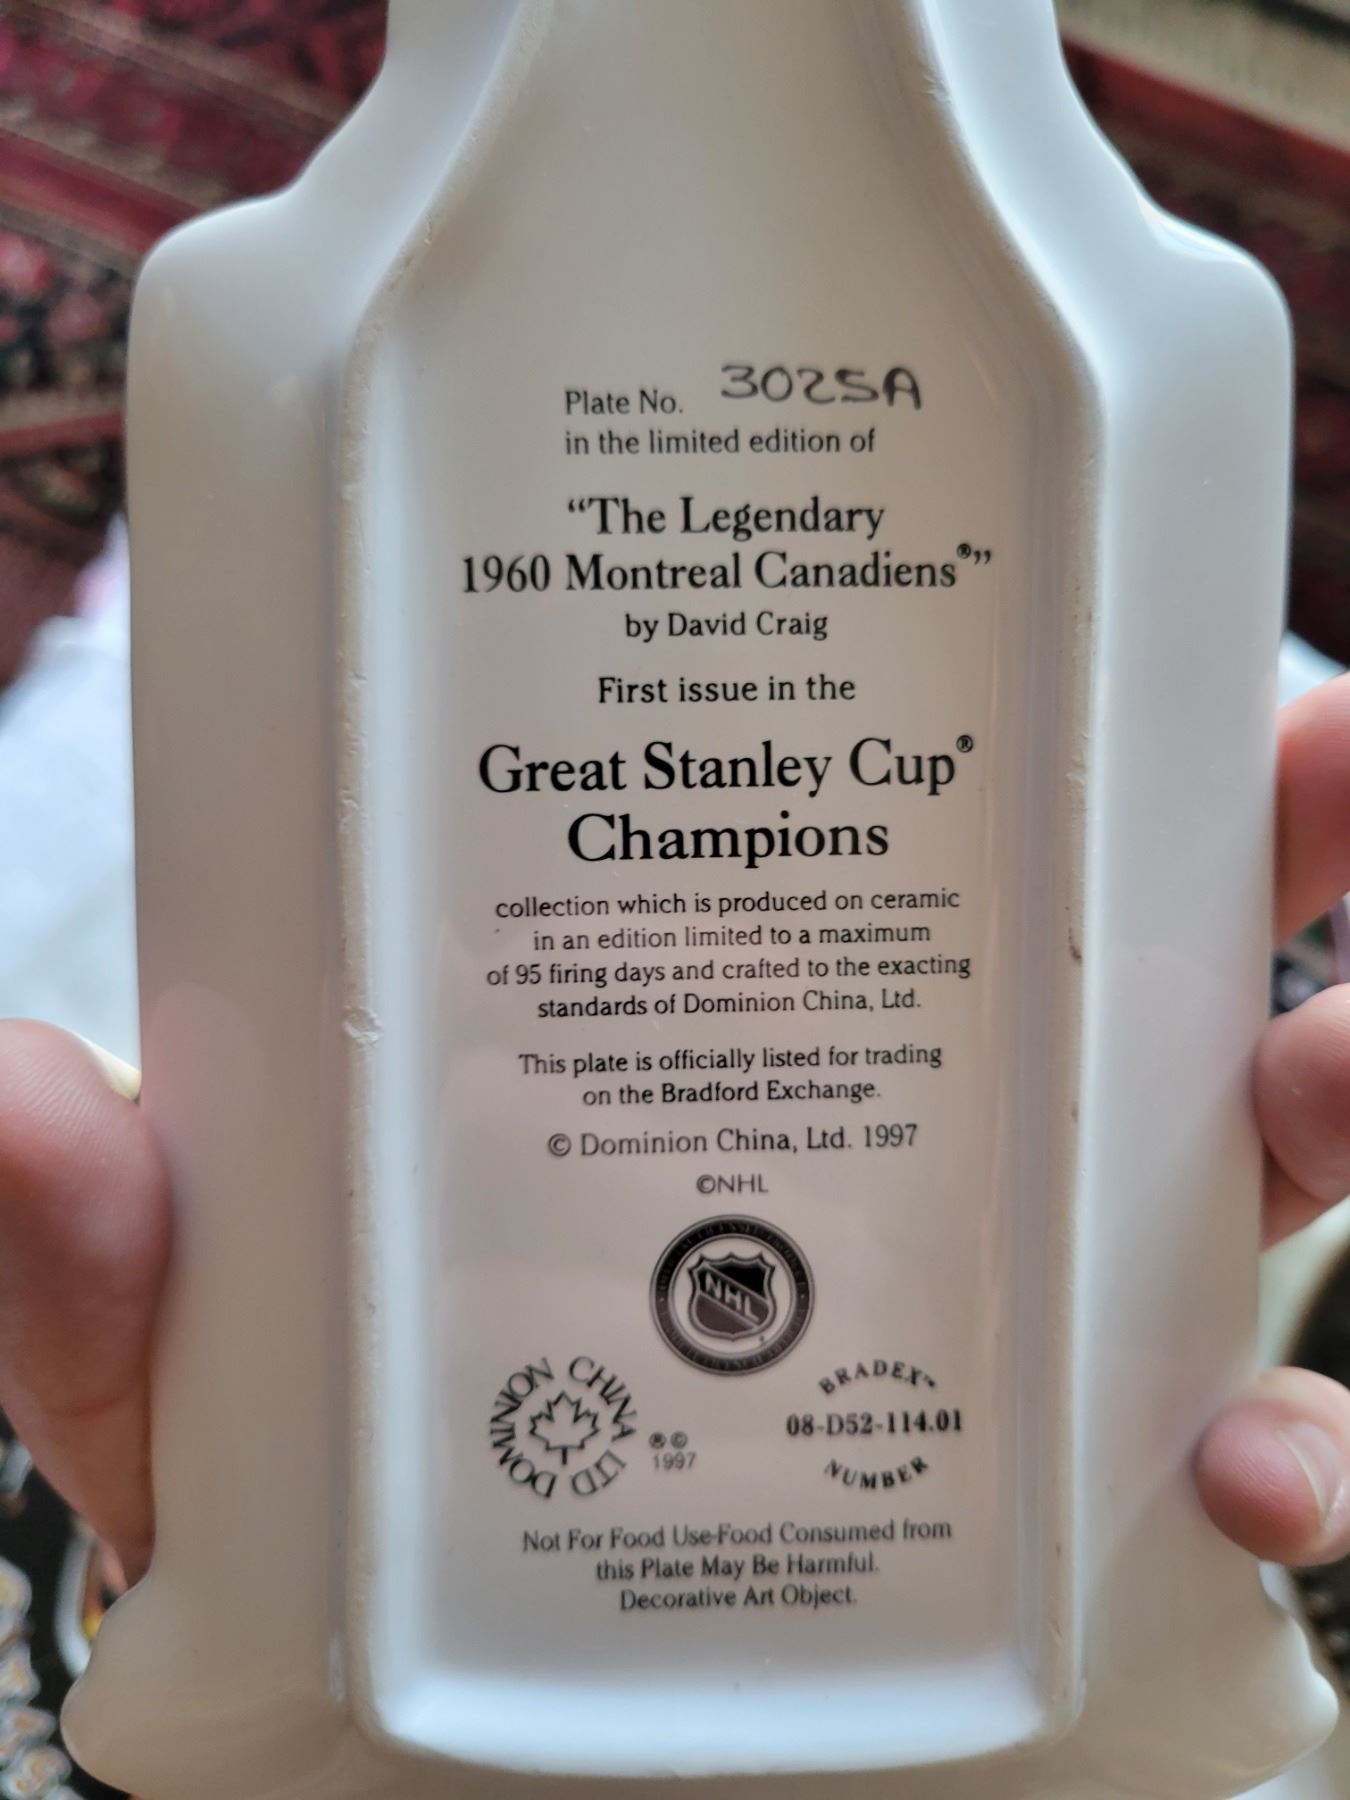 Plate No. 3025A
in the limited edition of
“The Legendary
1960 Montreal Canadiens®”
by David Craig
First issue in the
Great Stanley Cup®
Champions
collection which is produced on ceramic
in an edition limited to a maximum
of 95 firing days and crafted to the exacting
standards of Dominion China, Ltd.
This plate is officially listed for trading
on the Bradford Exchange.
© Dominion China, Ltd. 1997
©NHL
NHL
DOMINION CHINA LTD
®©
1997
BRADEX™
08-D52-114.01
NUMBER
Not For Food Use-Food Consumed from
this Plate May Be Harmful.
Decorative Art Object.